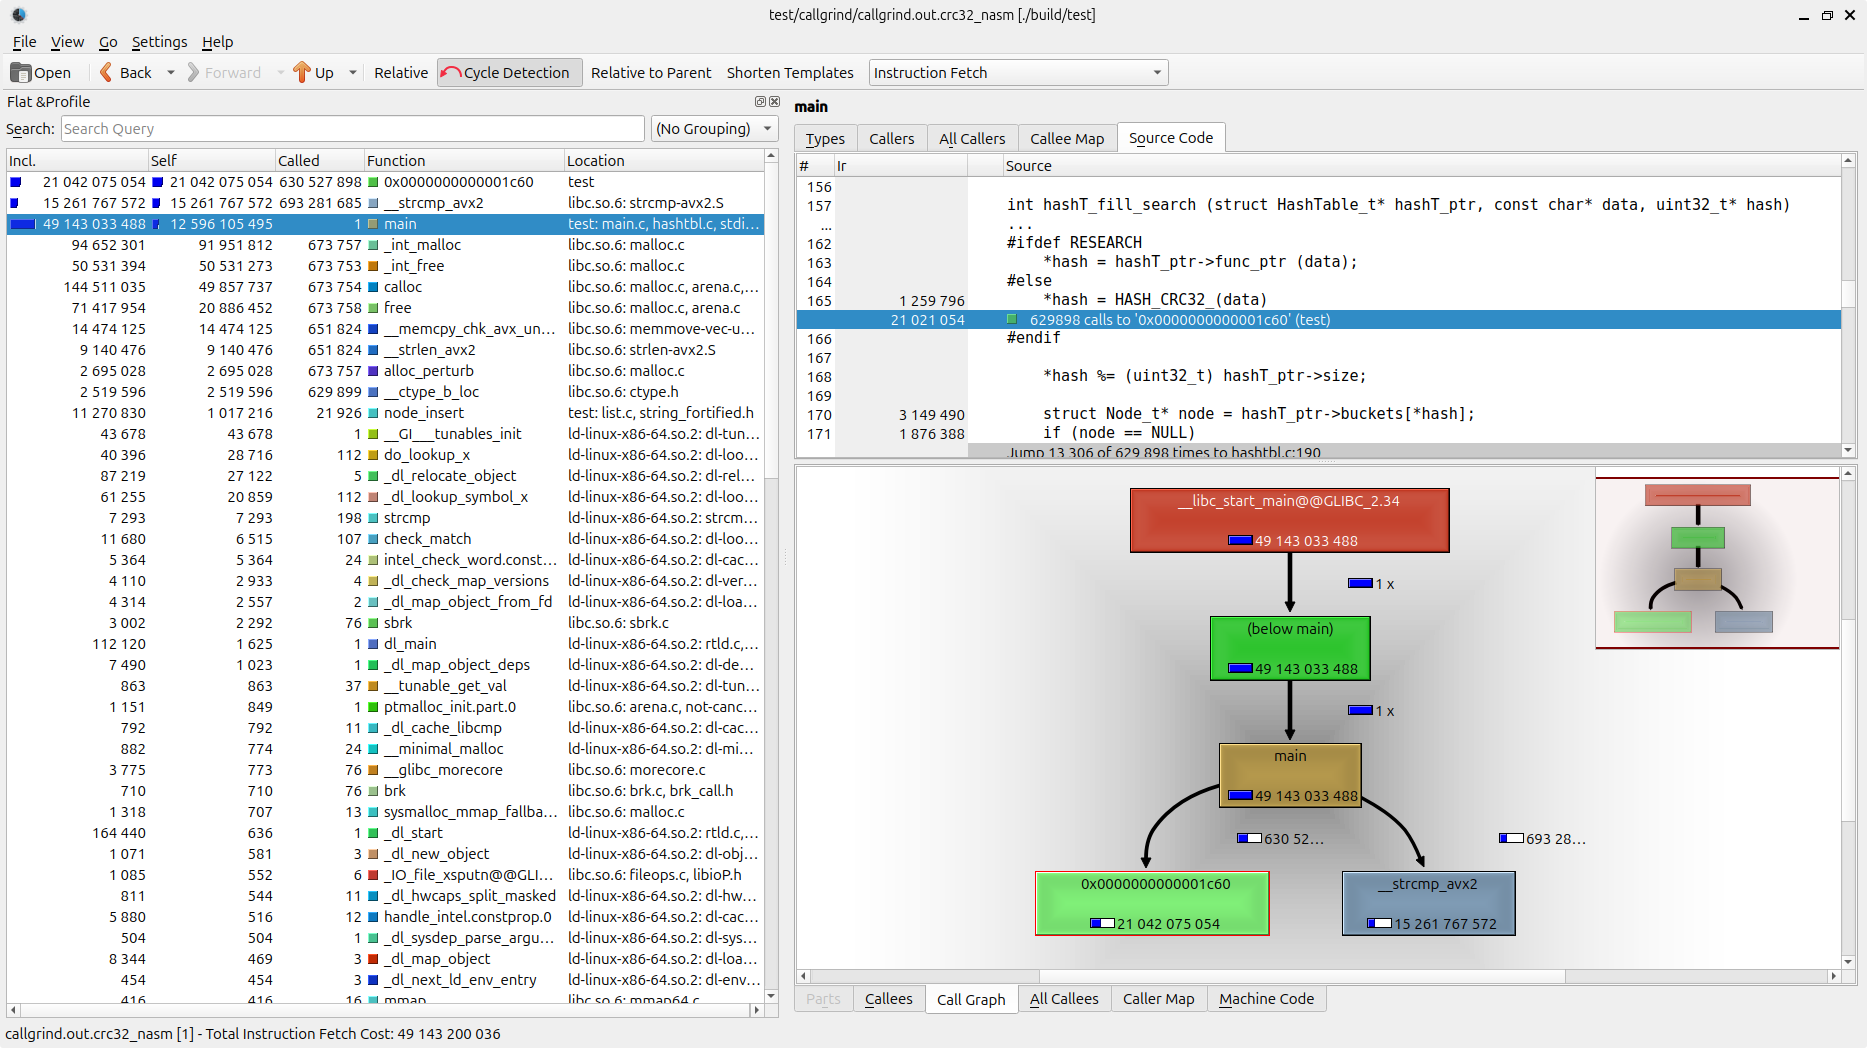 test/callgrind/callgrind.out.crc32_nasm [./build/test]
File View Go Settings Help
Open Back Forward Up Relative Cycle Detection Relative to Parent Shorten Templates Instruction Fetch
Flat &Profile
Search: Search Query (No Grouping)
Incl. Self Called Function Location
21 042 075 054 21 042 075 054 630 527 898 0x0000000000001c60 test
15 261 767 572 15 261 767 572 693 281 685 __strcmp_avx2 libc.so.6: strcmp-avx2.S
49 143 033 488 12 596 105 495 1 main test: main.c, hashtbl.c, stdi...
94 652 301 91 951 812 673 757 _int_malloc libc.so.6: malloc.c
50 531 394 50 531 273 673 753 _int_free libc.so.6: malloc.c
144 511 035 49 857 737 673 754 calloc libc.so.6: malloc.c, arena.c,...
71 417 954 20 886 452 673 758 free libc.so.6: malloc.c, arena.c
14 474 125 14 474 125 651 824 __memcpy_chk_avx_un... libc.so.6: memmove-vec-u...
9 140 476 9 140 476 651 824 __strlen_avx2 libc.so.6: strlen-avx2.S
2 695 028 2 695 028 673 757 alloc_perturb libc.so.6: malloc.c
2 519 596 2 519 596 629 899 __ctype_b_loc libc.so.6: ctype.h
11 270 830 1 017 216 21 926 node_insert test: list.c, string_fortified.h
43 678 43 678 1 __GI___tunables_init ld-linux-x86-64.so.2: dl-tun...
40 396 28 716 112 do_lookup_x ld-linux-x86-64.so.2: dl-loo...
87 219 27 122 5 _dl_relocate_object ld-linux-x86-64.so.2: dl-rel...
61 255 20 859 112 _dl_lookup_symbol_x ld-linux-x86-64.so.2: dl-loo...
7 293 7 293 198 strcmp ld-linux-x86-64.so.2: strcm...
11 680 6 515 107 check_match ld-linux-x86-64.so.2: dl-loo...
5 364 5 364 24 intel_check_word.const... ld-linux-x86-64.so.2: dl-cac...
4 110 2 933 4 _dl_check_map_versions ld-linux-x86-64.so.2: dl-ver...
4 314 2 557 2 _dl_map_object_from_fd ld-linux-x86-64.so.2: dl-loa...
3 002 2 292 76 sbrk libc.so.6: sbrk.c
112 120 1 625 1 dl_main ld-linux-x86-64.so.2: rtld.c,...
7 490 1 023 1 _dl_map_object_deps ld-linux-x86-64.so.2: dl-de...
863 863 37 __tunable_get_val ld-linux-x86-64.so.2: dl-tun...
1 151 849 1 ptmalloc_init.part.0 libc.so.6: arena.c, not-canc...
792 792 11 _dl_cache_libcmp ld-linux-x86-64.so.2: dl-cac...
882 774 24 __minimal_malloc ld-linux-x86-64.so.2: dl-mi...
3 775 773 76 __glibc_morecore libc.so.6: morecore.c
710 710 76 brk libc.so.6: brk.c, brk_call.h
1 318 707 13 sysmalloc_mmap_fallba... libc.so.6: malloc.c
164 440 636 1 _dl_start ld-linux-x86-64.so.2: rtld.c,...
1 071 581 3 _dl_new_object ld-linux-x86-64.so.2: dl-obj...
1 085 552 6 _IO_file_xsputn@@GLI... libc.so.6: fileops.c, libioP.h
811 544 11 _dl_hwcaps_split_masked ld-linux-x86-64.so.2: dl-hw...
5 880 516 12 handle_intel.constprop.0 ld-linux-x86-64.so.2: dl-cac...
504 504 1 _dl_sysdep_parse_argu... ld-linux-x86-64.so.2: dl-sys...
8 344 469 3 _dl_map_object ld-linux-x86-64.so.2: dl-loa...
454 454 3 _dl_next_ld_env_entry ld-linux-x86-64.so.2: dl-env...
416 416 16 mmap libc.so.6: mmap64.c
callgrind.out.crc32_nasm [1] - Total Instruction Fetch Cost: 49 143 200 036
main
Types Callers All Callers Callee Map Source Code
# Ir Source
156
157 int hashT_fill_search (struct HashTable_t* hashT_ptr, const char* data, uint32_t* hash)
... ...
162 #ifdef RESEARCH
163 *hash = hashT_ptr->func_ptr (data);
164 #else
165 1 259 796 *hash = HASH_CRC32_(data)
21 021 054 629898 calls to '0x0000000000001c60' (test)
166 #endif
167
168 *hash %= (uint32_t) hashT_ptr->size;
169
170 3 149 490 struct Node_t* node = hashT_ptr->buckets[*hash];
171 1 876 388 if (node == NULL)
Jump 13 306 of 629 898 times to hashtbl.c:190
__libc_start_main@@GLIBC_2.34
49 143 033 488
1 x
(below main)
49 143 033 488
1 x
main
49 143 033 488
630 52... 693 28...
0x0000000000001c60 __strcmp_avx2
21 042 075 054 15 261 767 572
Parts Callees Call Graph All Callees Caller Map Machine Code